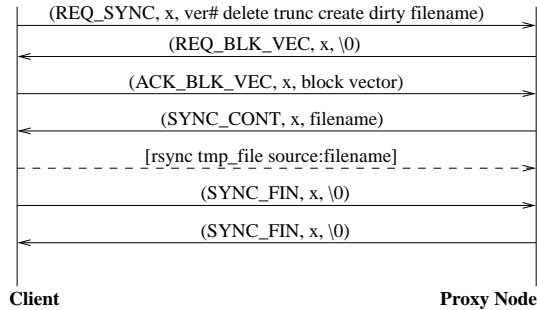 (REQ_SYNC, x, ver# delete trunc create dirty filename)
(REQ_BLK_VEC, x, \0)
(ACK_BLK_VEC, x, block vector)
(SYNC_CONT, x, filename)
[rsync tmp_file source:filename]
(SYNC_FIN, x, \0)
(SYNC_FIN, x, \0)
Client Proxy Node